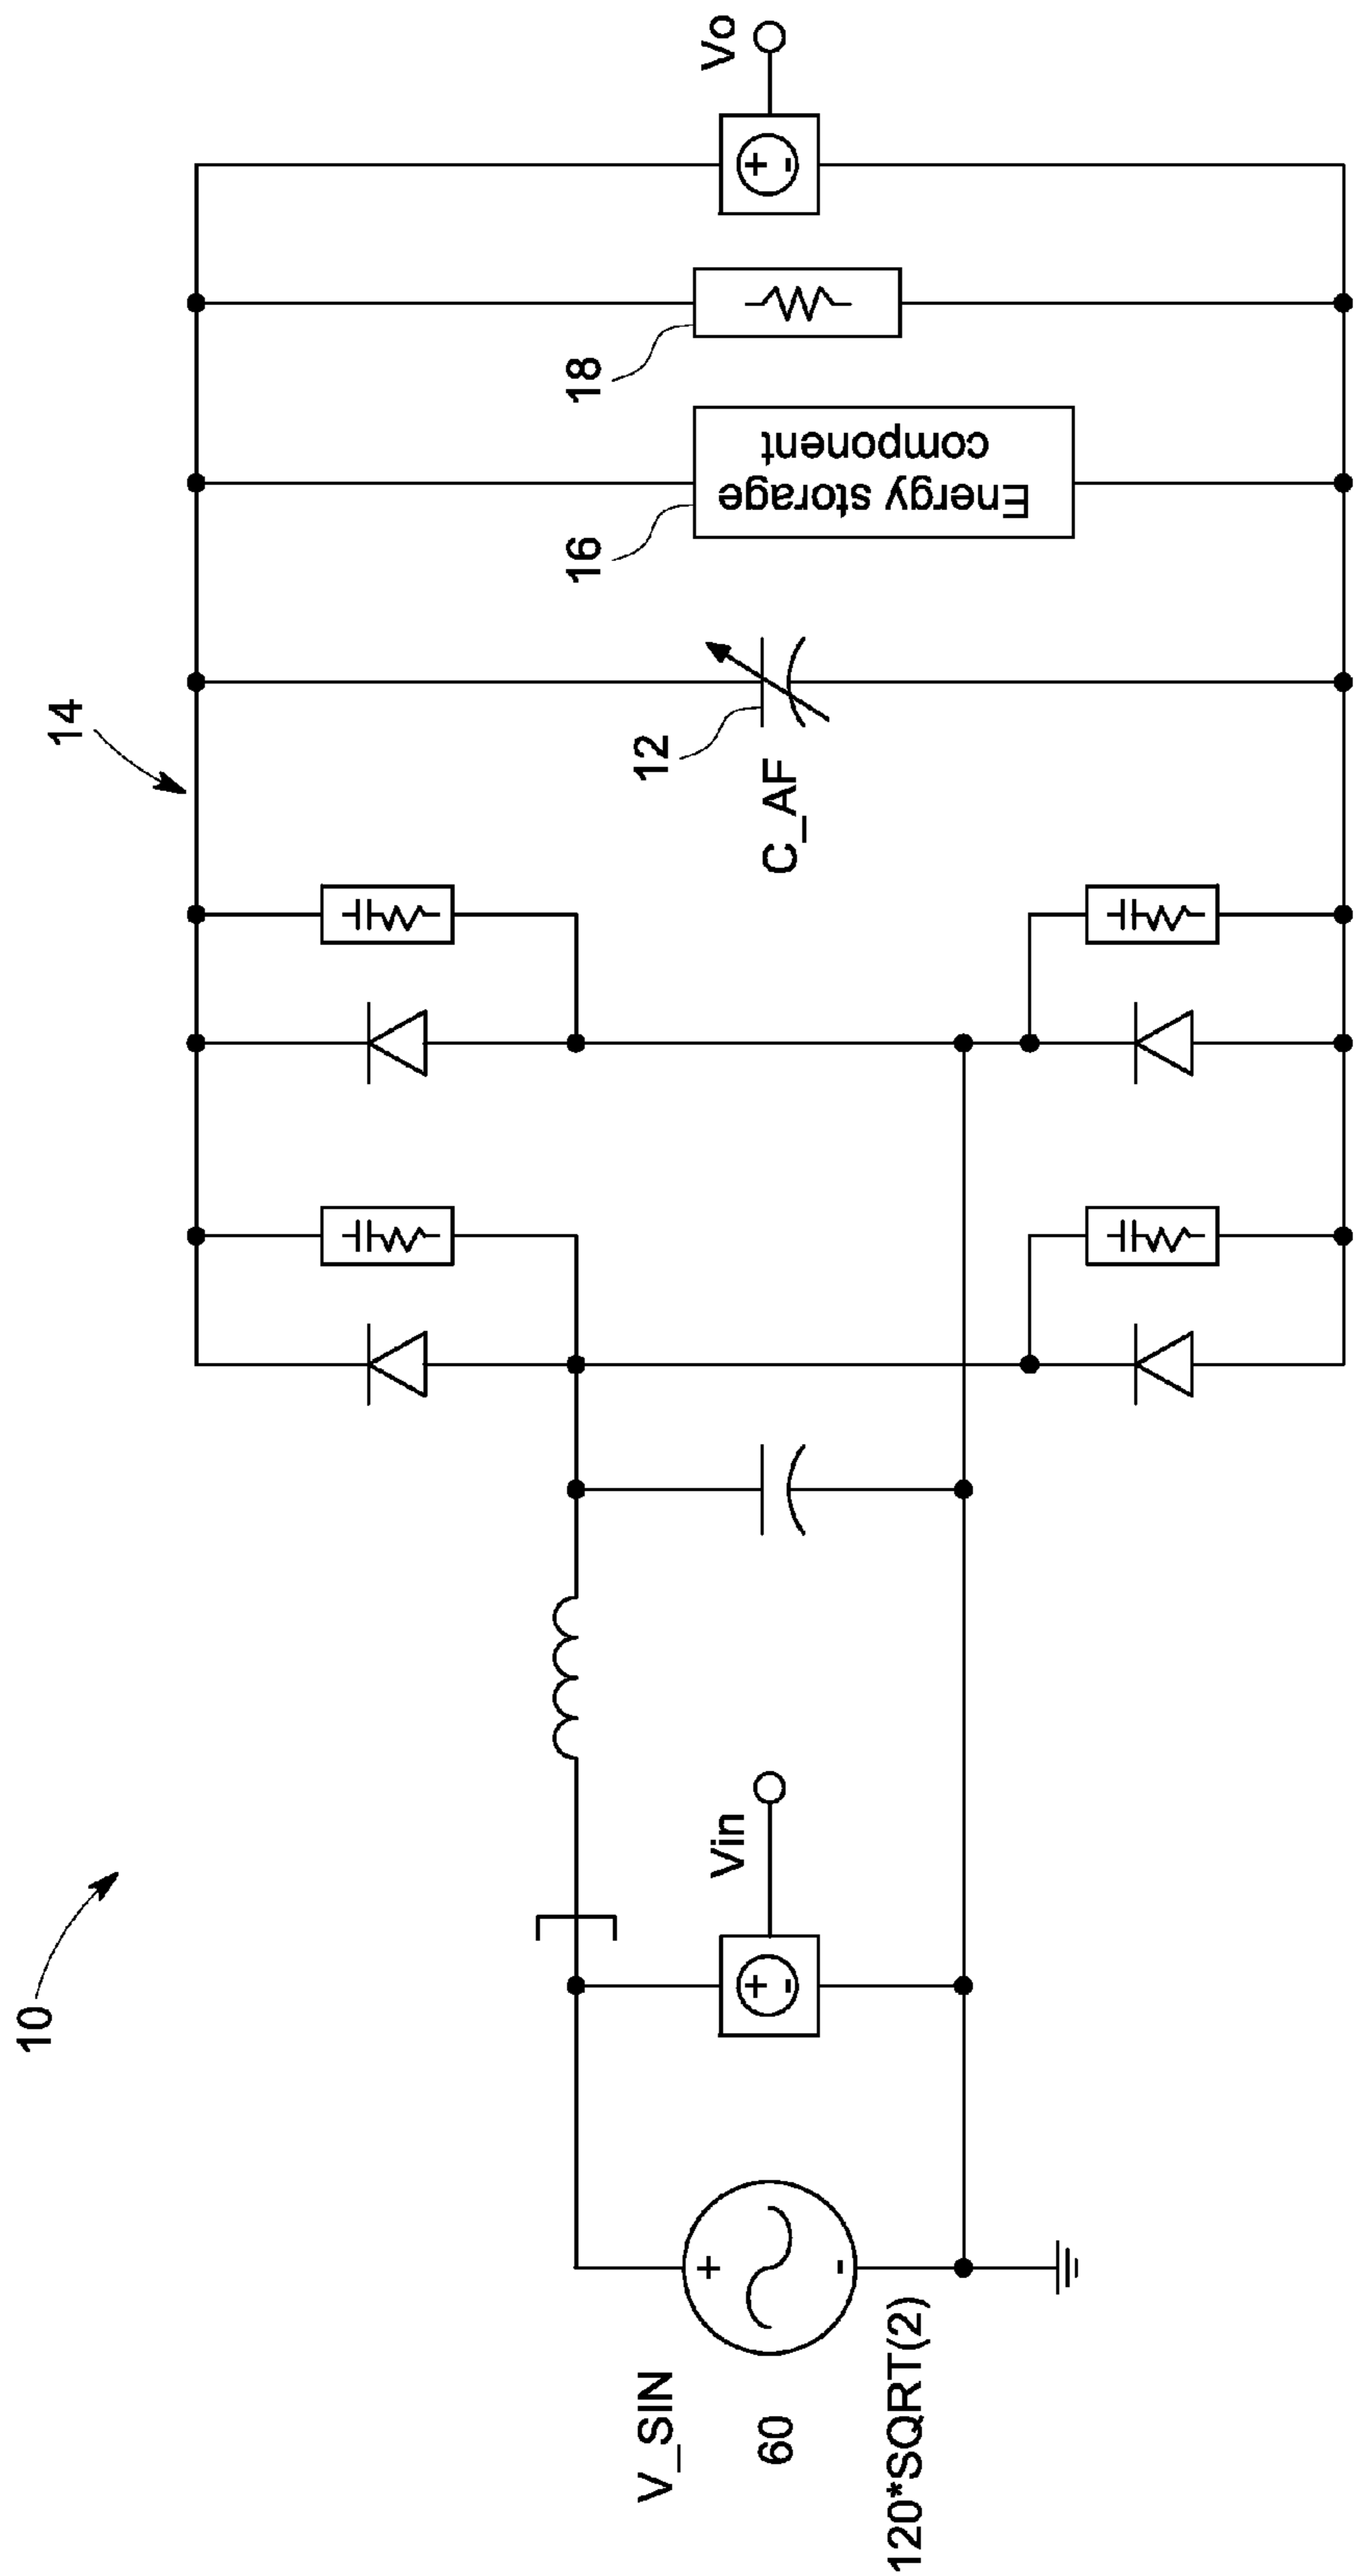 10
14
V_SIN
60
120*SQRT(2)
+
-
Vin
+
-
12
C_AF
16
Energy storage
component
18
+
-
Vo